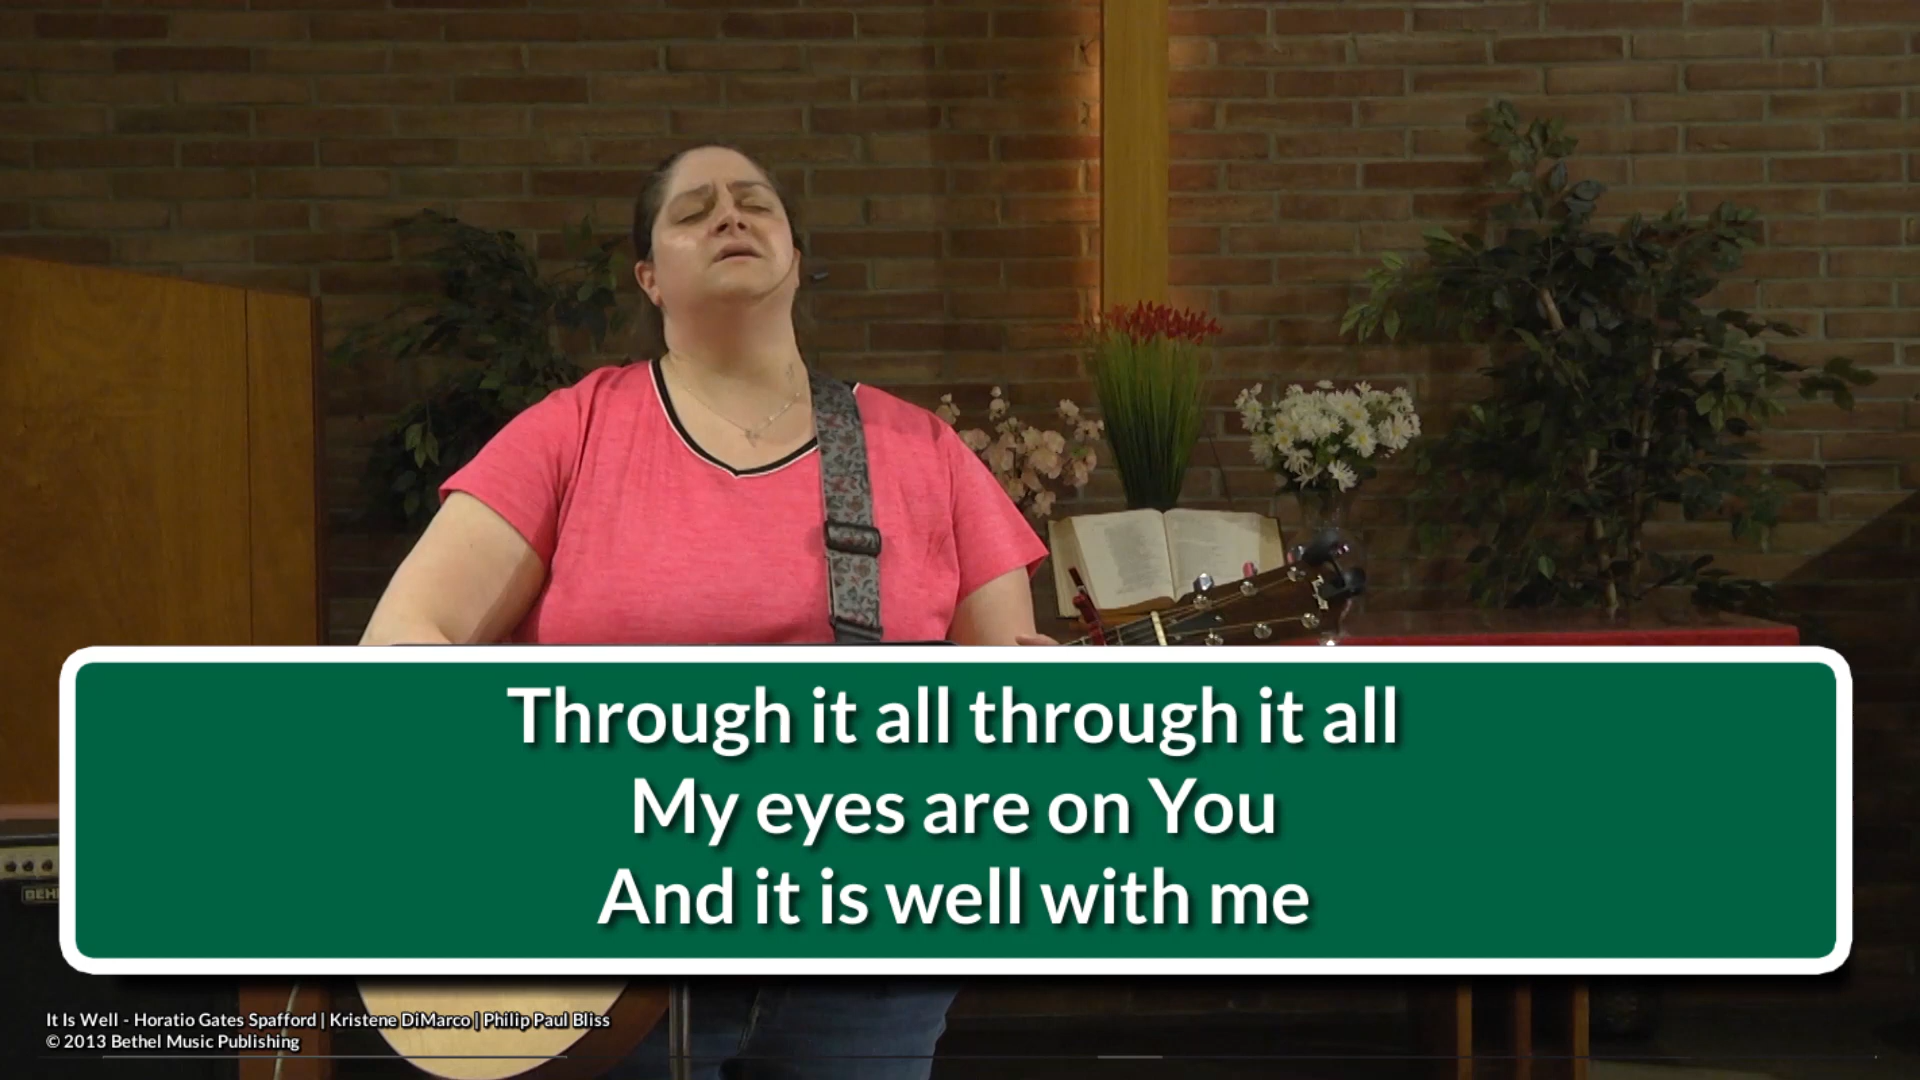 Through it all through it all
My eyes are on You
And it is well with me
It Is Well - Horatio Gates Spafford | Kristene DiMarco | Philip Paul Bliss
© 2013 Bethel Music Publishing